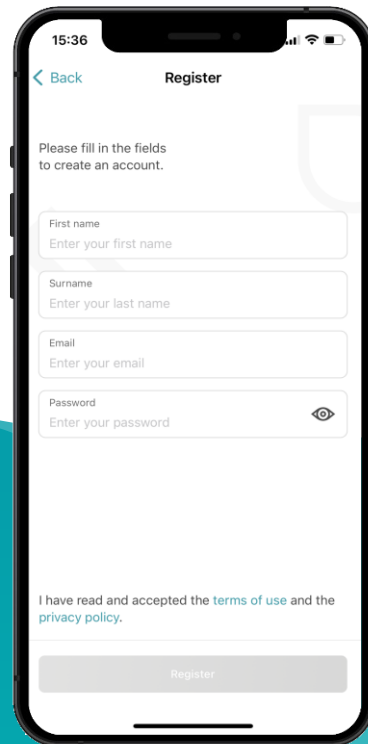 15:36
Back
Register
Please fill in the fields
to create an account.
First name
Enter your first name
Surname
Enter your last name
Email
Enter your email
Password
Enter your password
I have read and accepted the terms of use and the
privacy policy.
Register